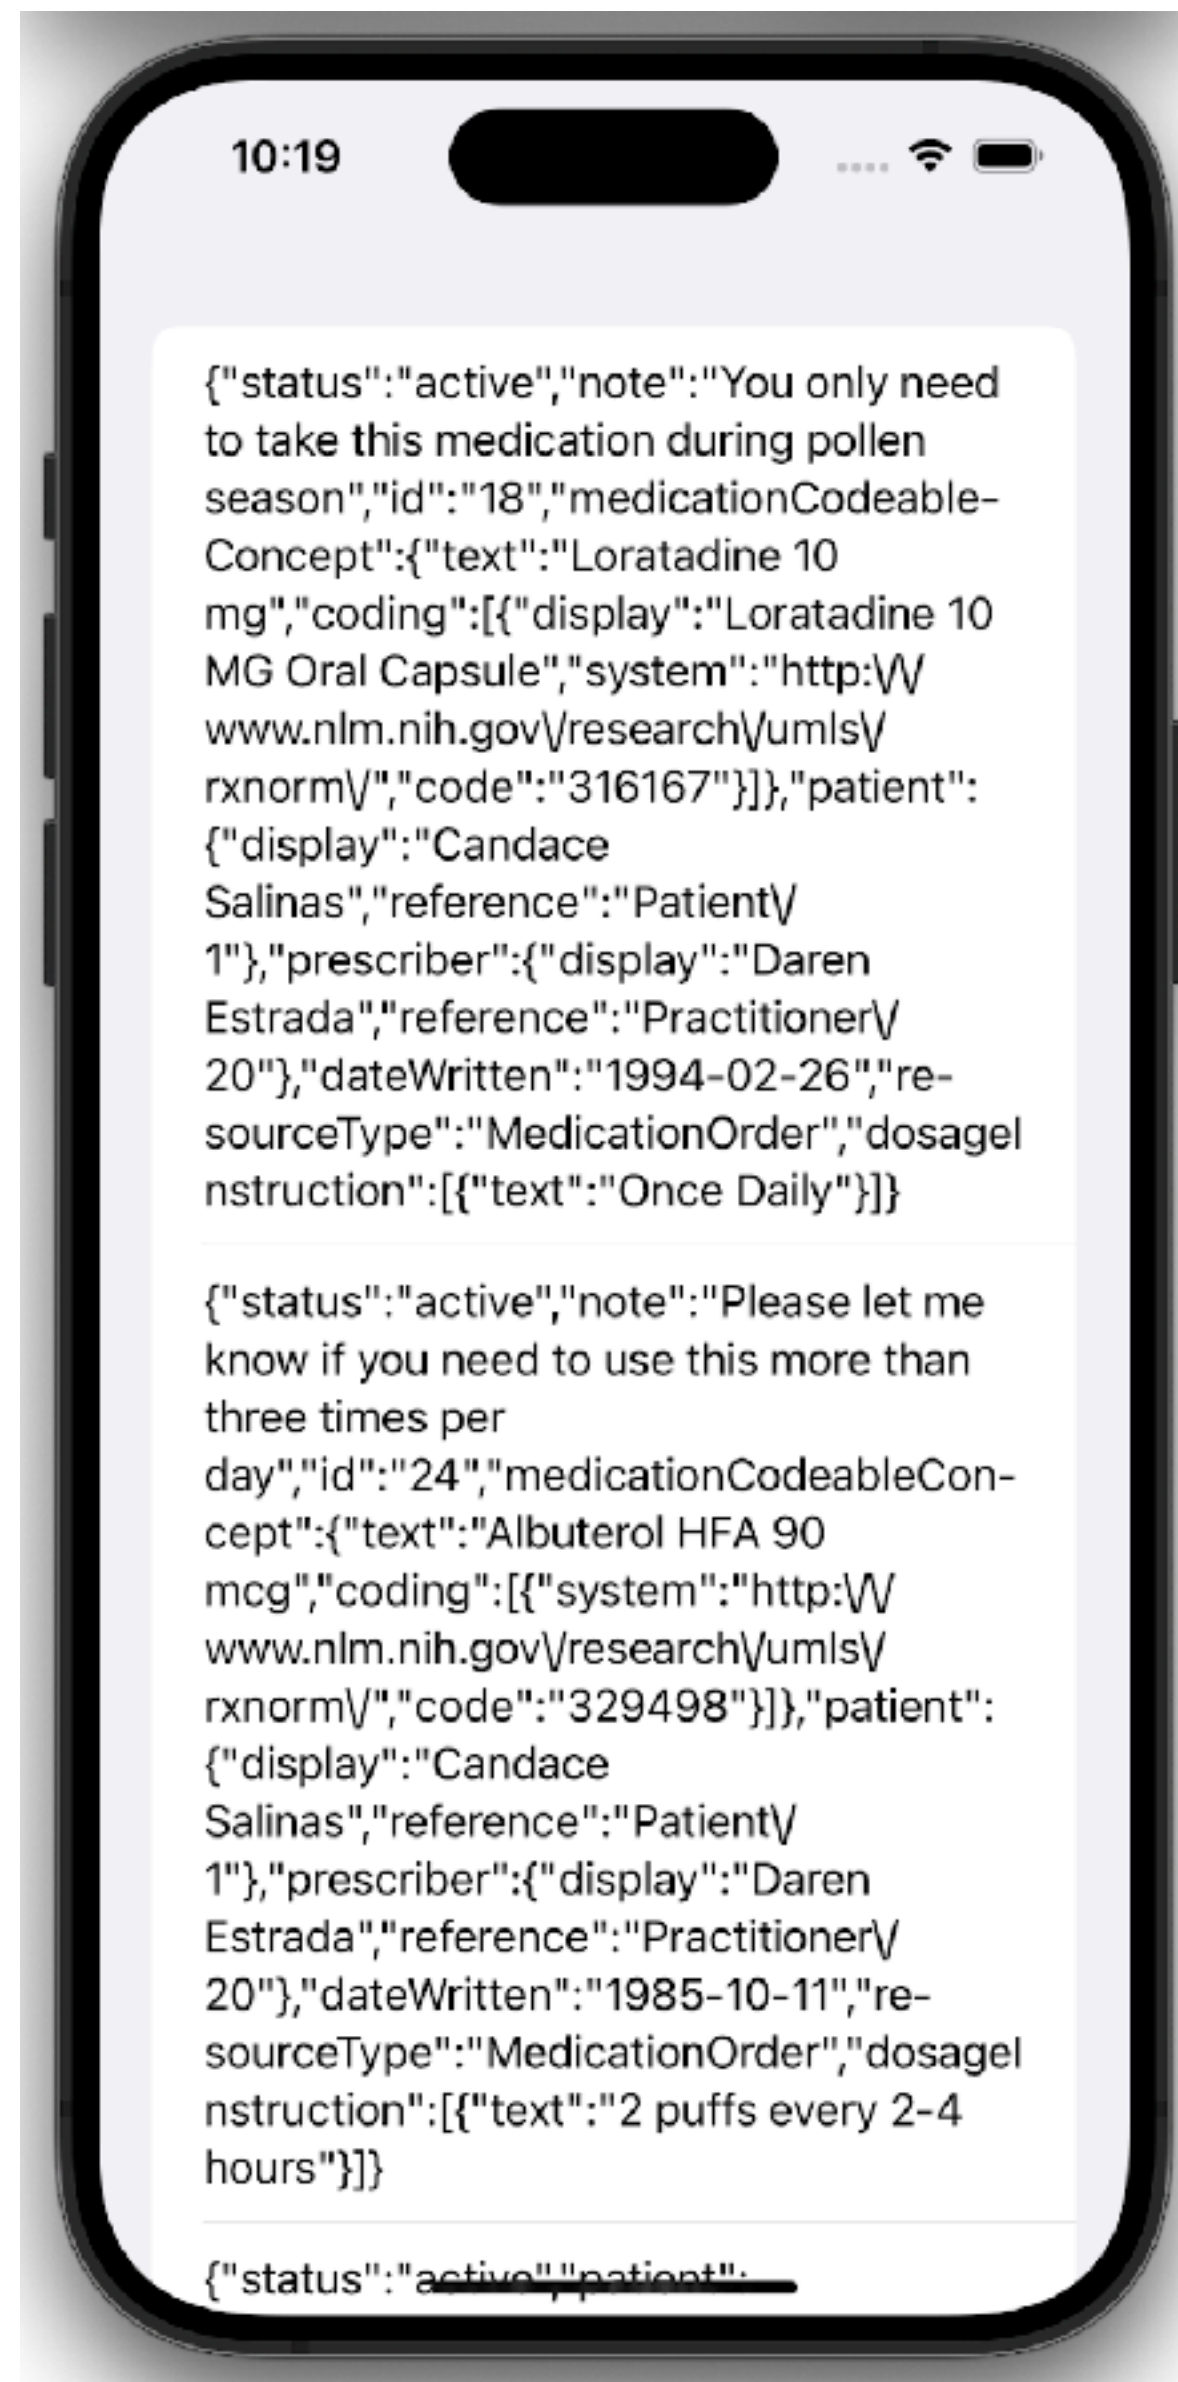 10:19
{"status":"active","note":"You only need
to take this medication during pollen
season","id":"18","medicationCodeable-
Concept":{"text":"Loratadine 10
mg","coding":[{"display":"Loratadine 10
MG Oral Capsule","system":"http:\/\/
www.nlm.nih.gov\/research\/umls\/
rxnorm\/","code":"316167"}]},"patient":
{"display":"Candace
Salinas","reference":"Patient\/
1"},"prescriber":{"display":"Daren
Estrada","reference":"Practitioner\/
20"},"dateWritten":"1994-02-26","re-
sourceType":"MedicationOrder","dosageI
nstruction":[{"text":"Once Daily"}]}
{"status":"active","note":"Please let me
know if you need to use this more than
three times per
day","id":"24","medicationCodeableCon-
cept":{"text":"Albuterol HFA 90
mcg","coding":[{"system":"http:\/\/
www.nlm.nih.gov\/research\/umls\/
rxnorm\/","code":"329498"}]},"patient":
{"display":"Candace
Salinas","reference":"Patient\/
1"},"prescriber":{"display":"Daren
Estrada","reference":"Practitioner\/
20"},"dateWritten":"1985-10-11","re-
sourceType":"MedicationOrder","dosageI
nstruction":[{"text":"2 puffs every 2-4
hours"}]}
{"status":"active","patient":